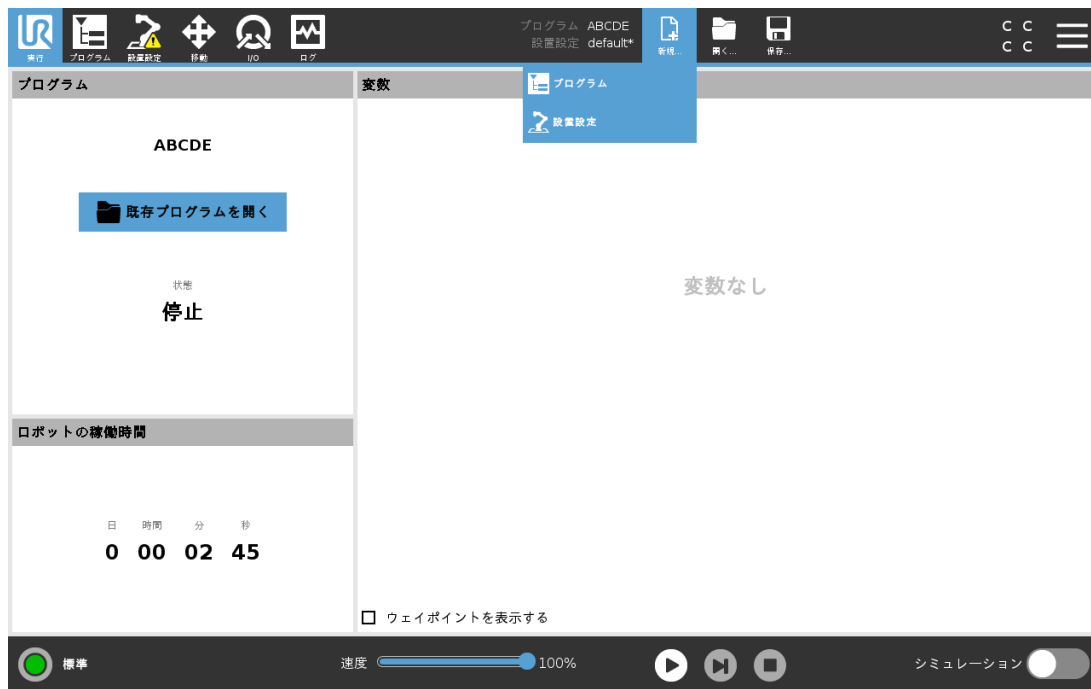 実行
プログラム
設置設定
移動
I/O
ログ
プログラム ABCDE
設置設定 default*
新規...
開く...
保存...
C C
C C
プログラム
設置設定
プログラム
ABCDE
既存プログラムを開く
状態
停止
ロボットの稼働時間
日 時間 分 秒
0 00 02 45
変数
変数なし
ウェイポイントを表示する
標準
速度 100%
シミュレーション